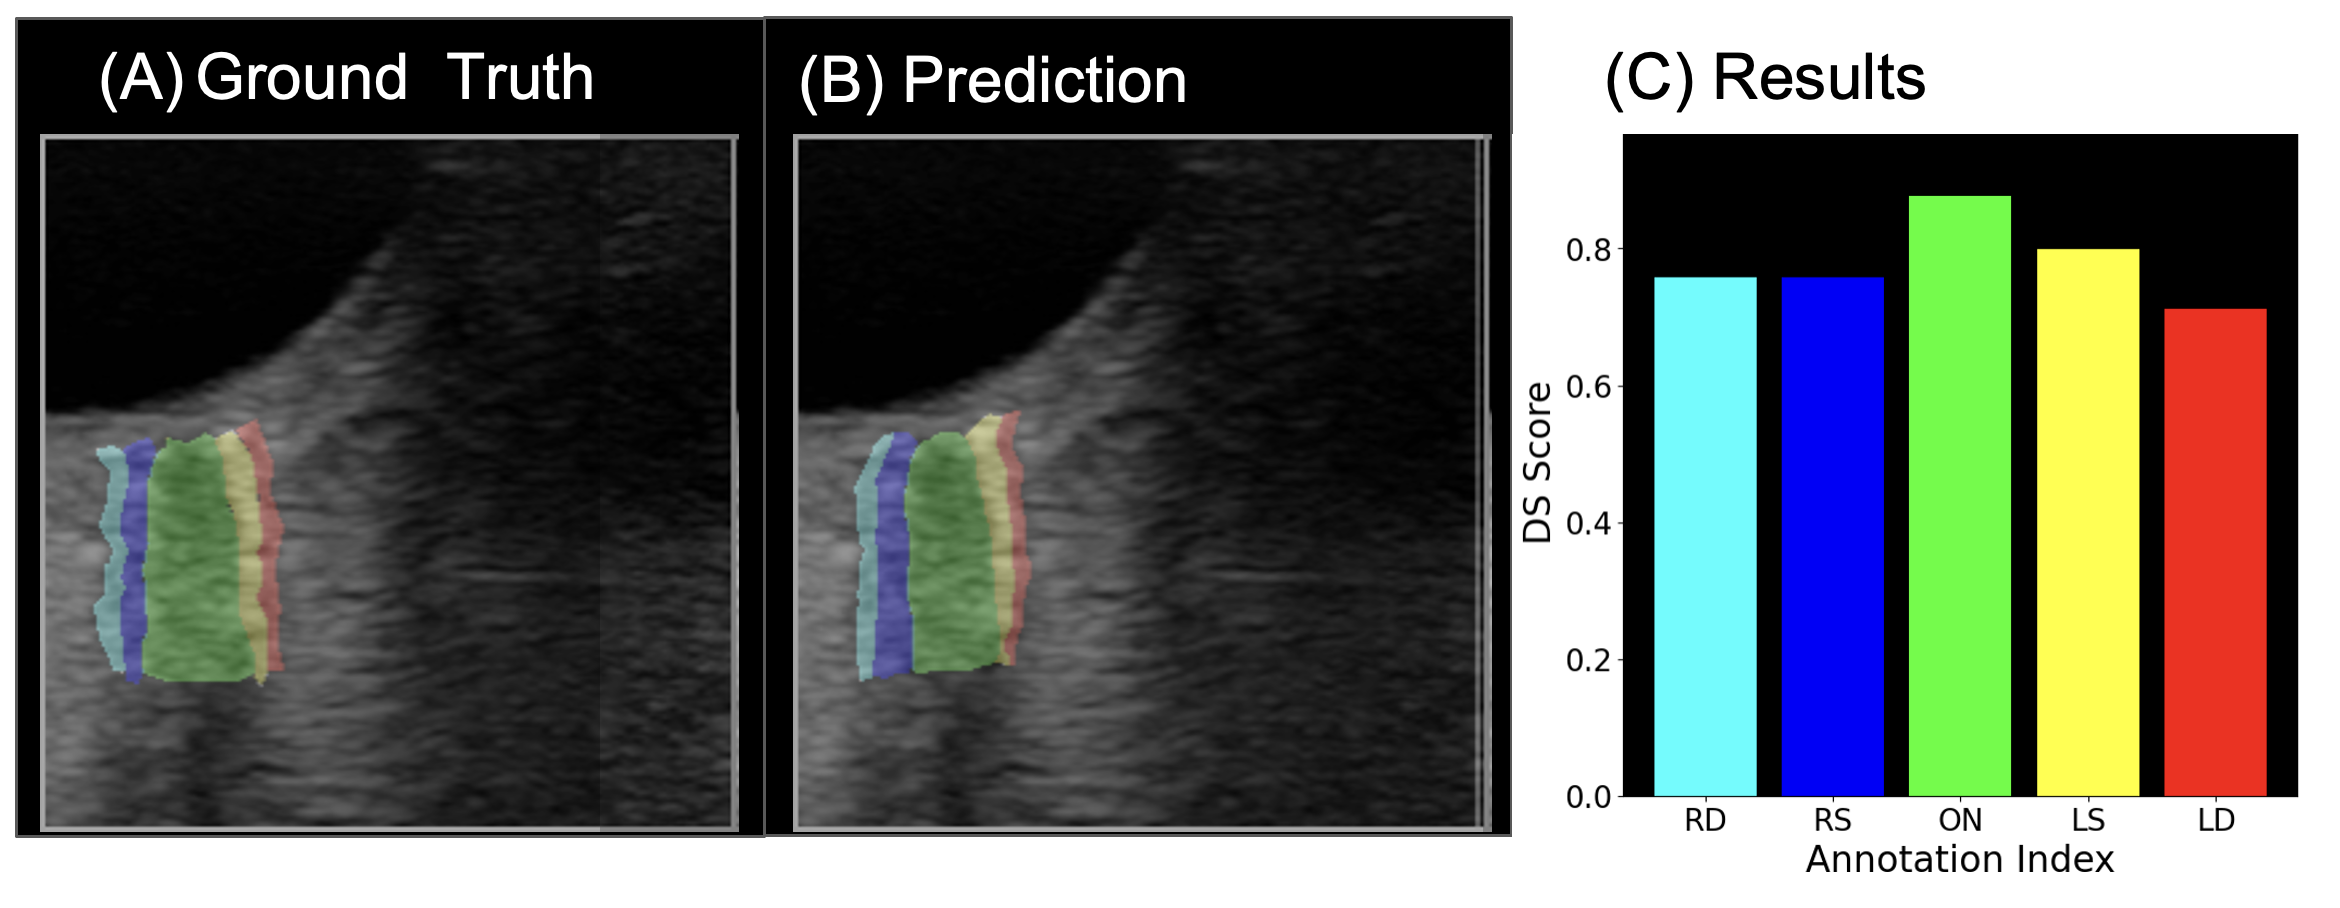 (A) Ground Truth
(B) Prediction
(C) Results
DS Score
0.8
0.6
0.4
0.2
0.0
RD RS ON LS LD
Annotation Index